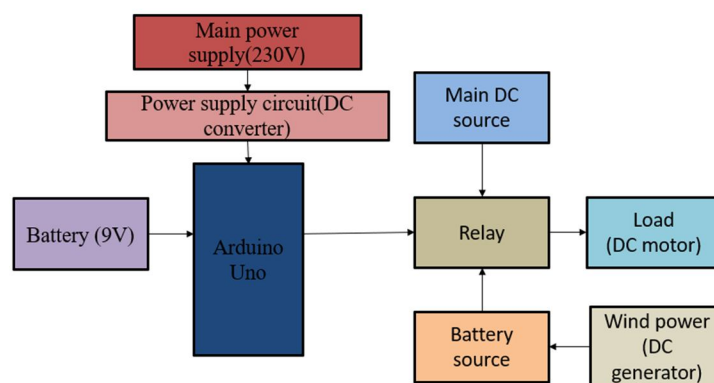 Main power
supply(230V)
Power supply circuit(DC
converter)
Main DC
source
Battery (9V)
Arduino
Uno
Relay
Load
(DC motor)
Battery
source
Wind power
(DC
generator)